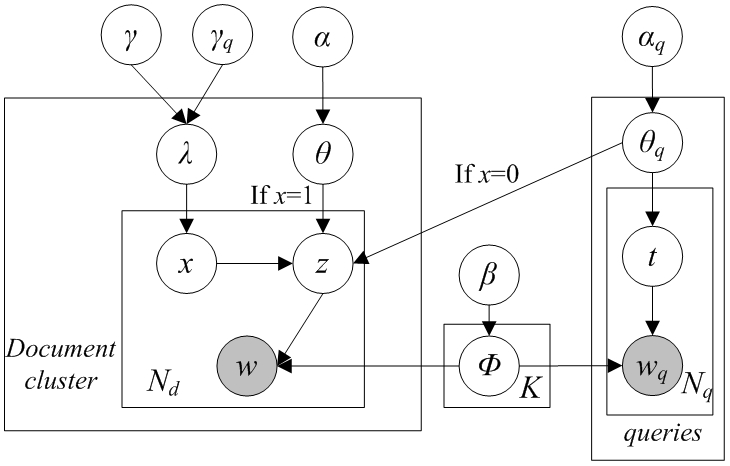 γ
γq
α
αq
λ
θ
θq
If x=1
If x=0
x
z
t
β
Document
cluster
w
Nd
Φ
K
wq
Nq
queries